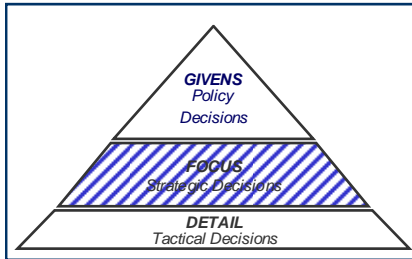 GIVENS
Policy
Decisions
FOCUS
Strategic Decisions
DETAIL
Tactical Decisions